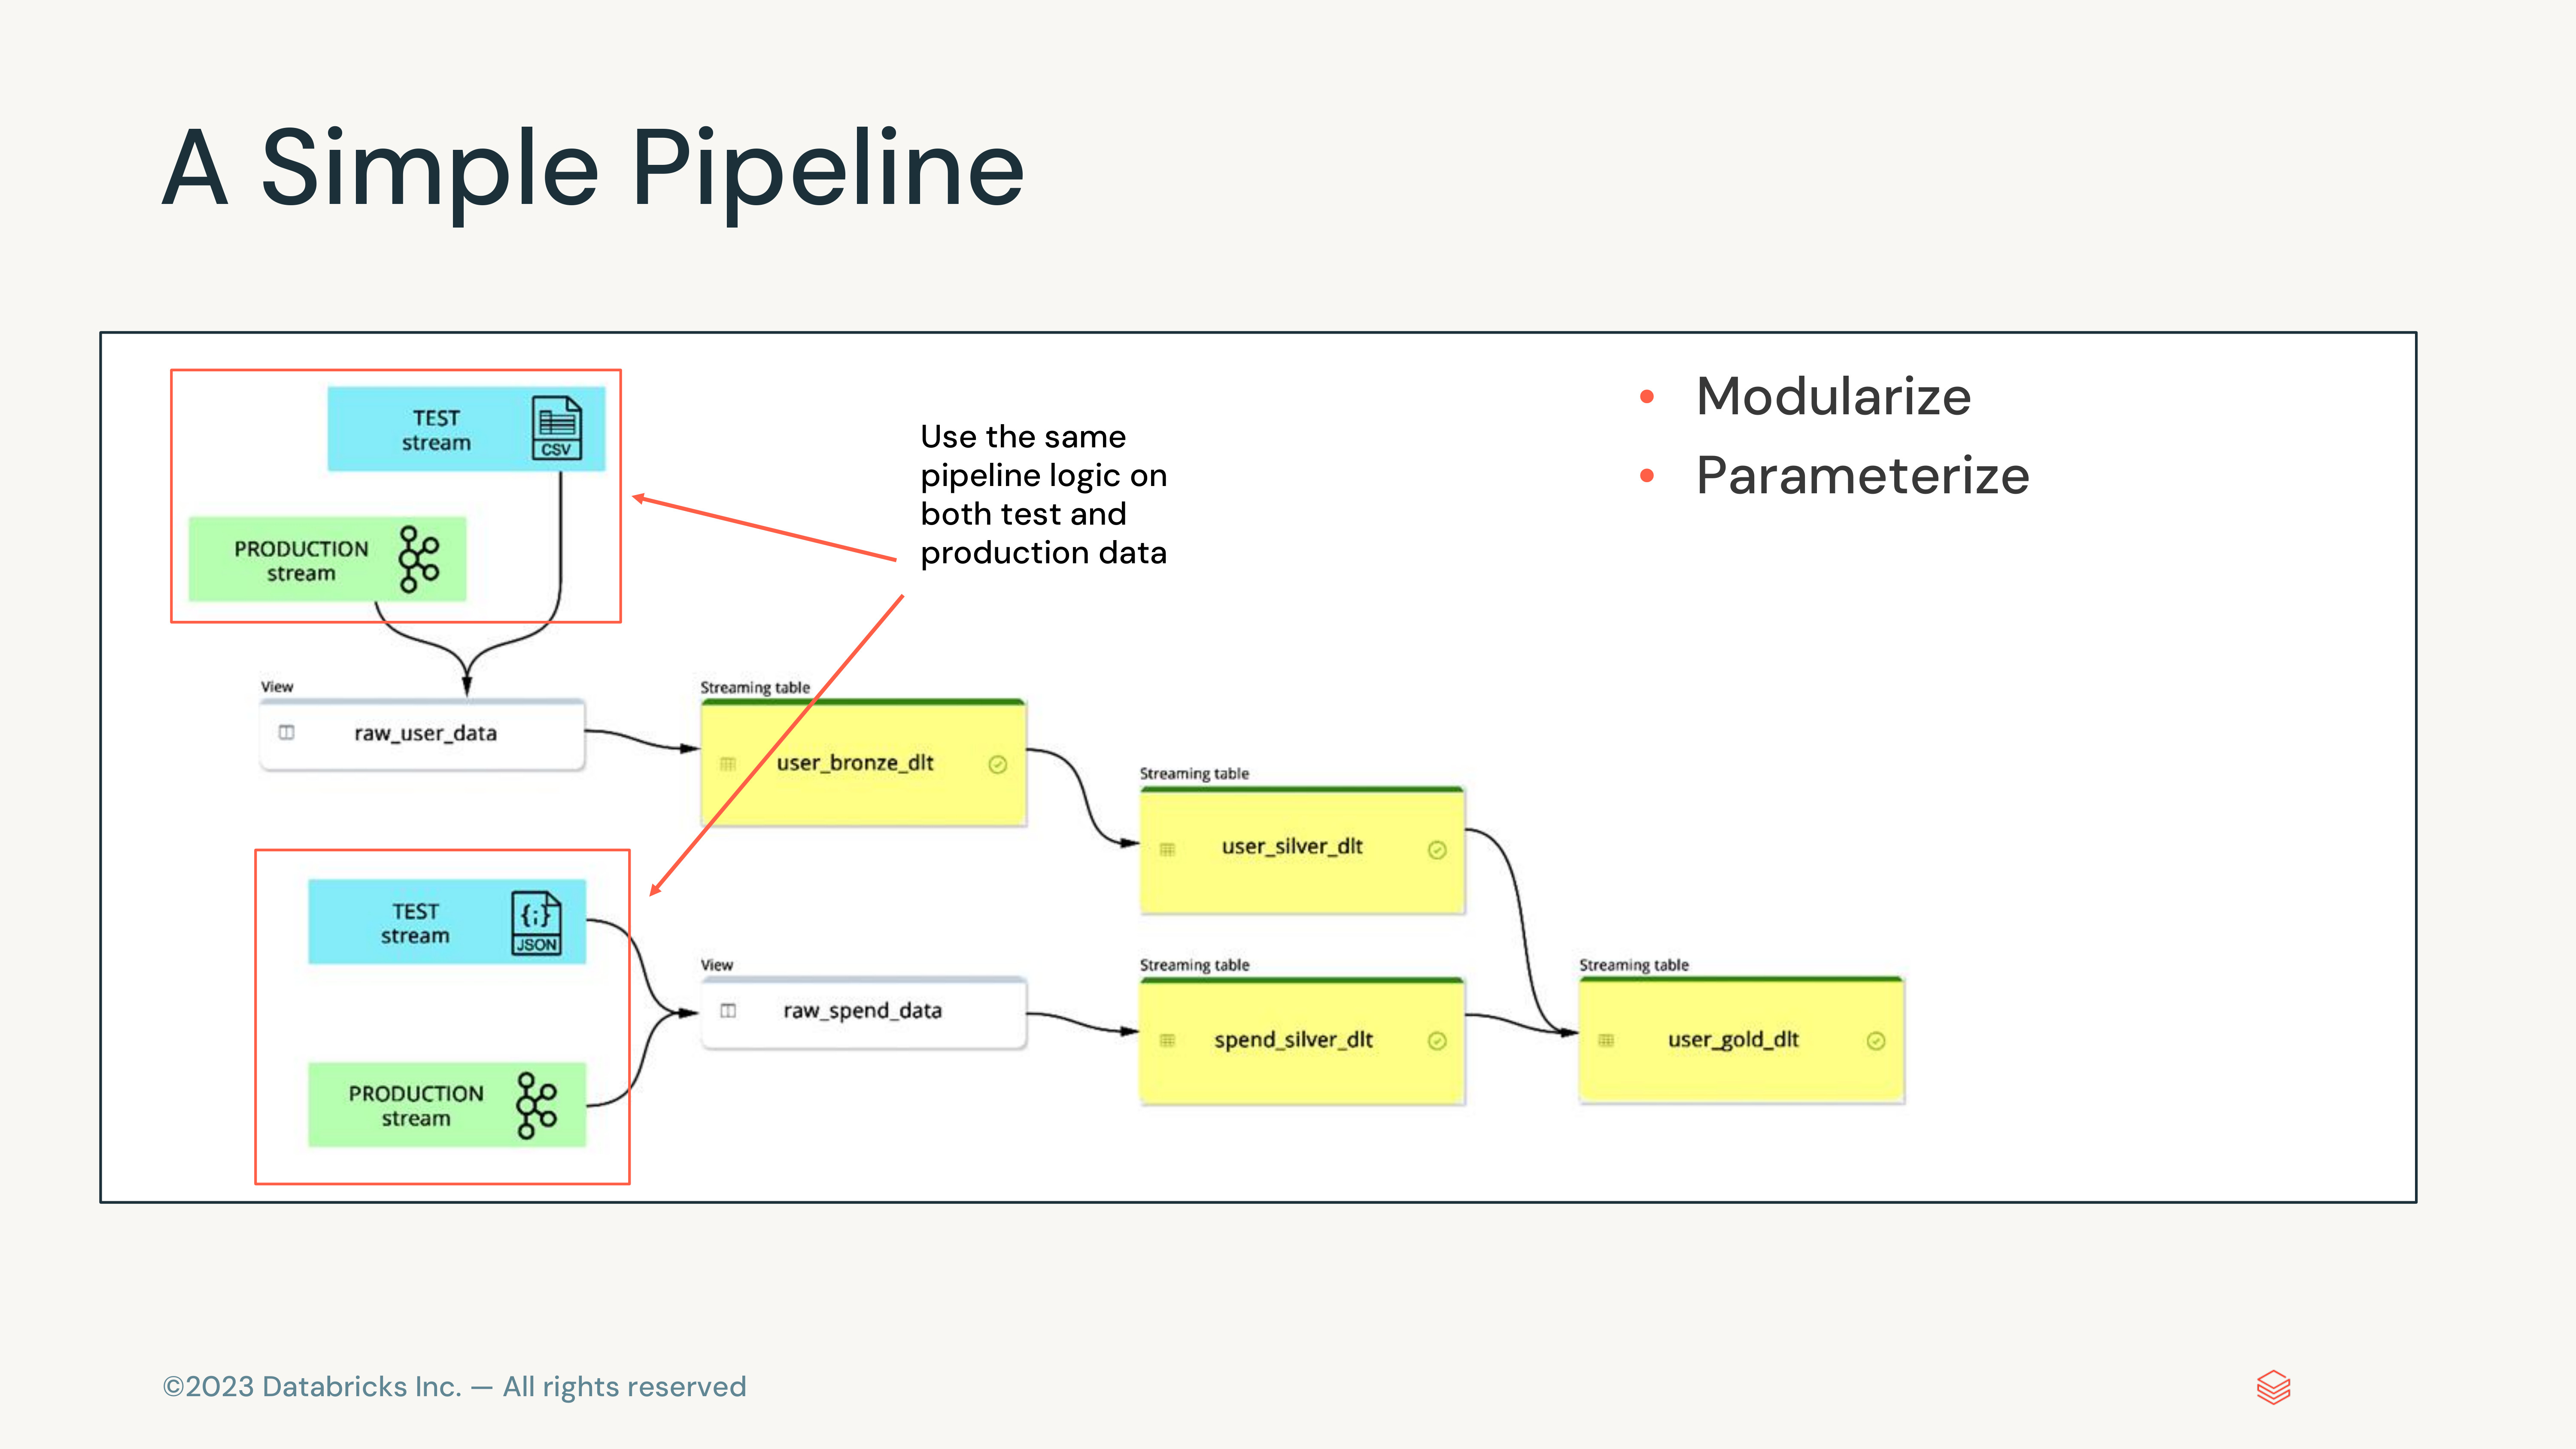 A Simple Pipeline
TEST
stream
CSV
PRODUCTION
stream
Use the same
pipeline logic on
both test and
production data
• Modularize
• Parameterize
View
raw_user_data
Streaming table
user_bronze_dlt
Streaming table
user_silver_dlt
TEST
stream
{;}
JSON
PRODUCTION
stream
View
raw_spend_data
Streaming table
spend_silver_dlt
Streaming table
user_gold_dlt
©2023 Databricks Inc. — All rights reserved